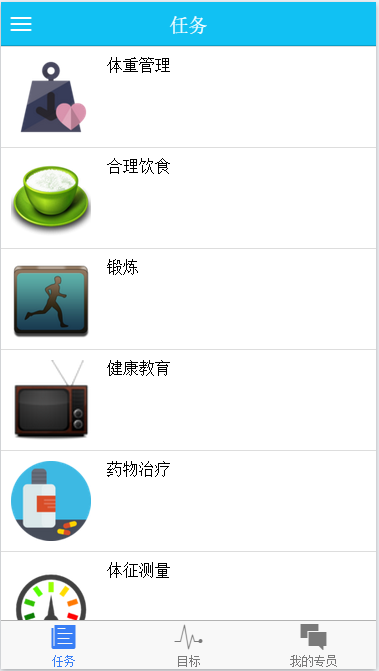 任务
体重管理
合理饮食
锻炼
健康教育
药物治疗
体征测量
任务
目标
我的专员